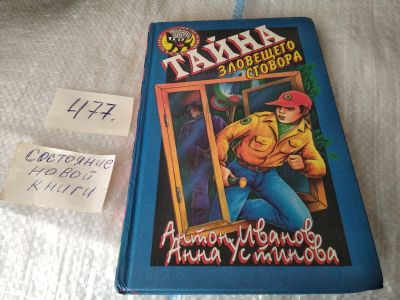 ТАЙНА
ЗЛОВЕЩЕГО
СГОВОРА
477.
СОСТОЯНИЕ
НОВОЙ
КНИГИ
Антон Иванов
Анна Устинова